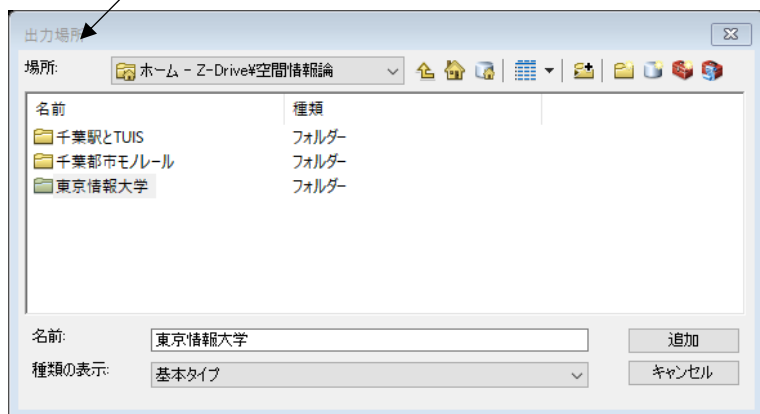 出力場所
場所: ホーム - Z-Drive¥空間情報論
名前 種類
千葉駅とTUIS フォルダー
千葉都市モノレール フォルダー
東京情報大学 フォルダー
名前: 東京情報大学 追加
種類の表示: 基本タイプ キャンセル